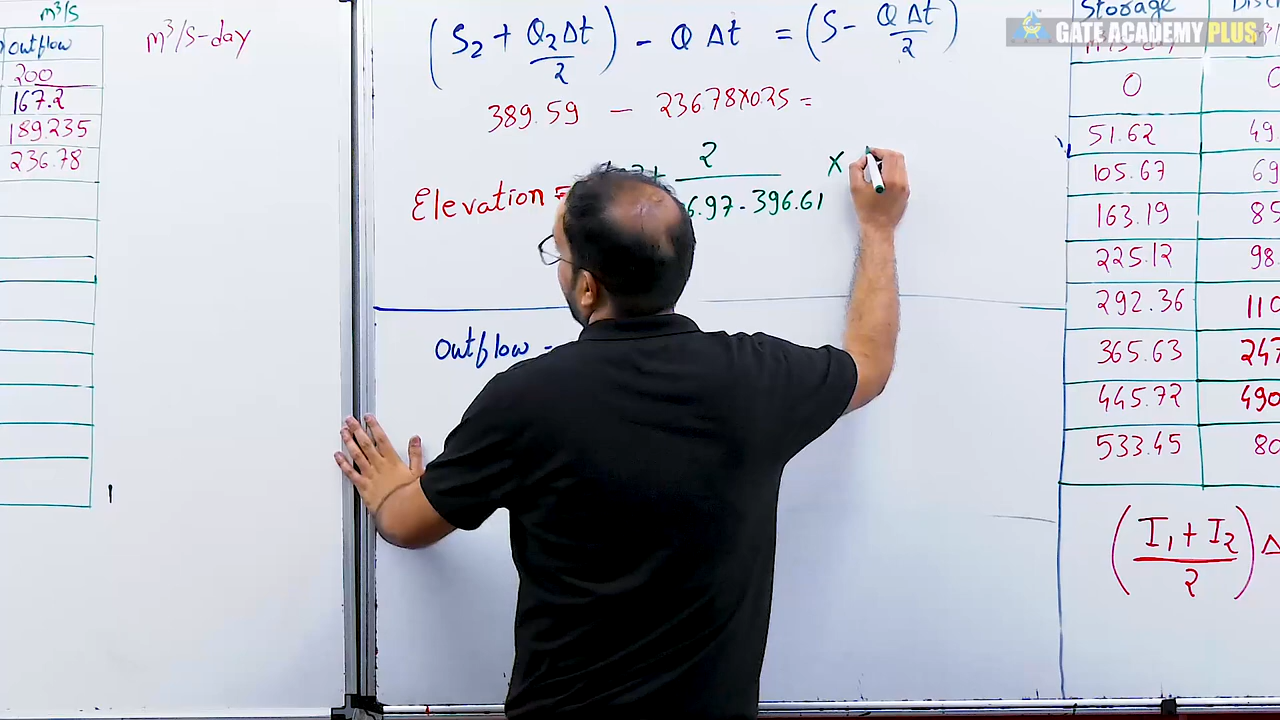 m³/s
outflow
200
167.2
189.235
236.78
m³/s-day
(S₂ + Q₂Δt/2) - Q Δt = (S - QΔt/2)
389.59 - 236.78×0.25 =
Elevation =
2
6.97 - 396.61 ×
outflow =
Storage
0
51.62 49.
105.67 69
163.19 85
225.12 98.
292.36 110
365.63 247
445.72 490
533.45 80
(I₁ + I₂/2) Δ
GATE ACADEMY PLUS